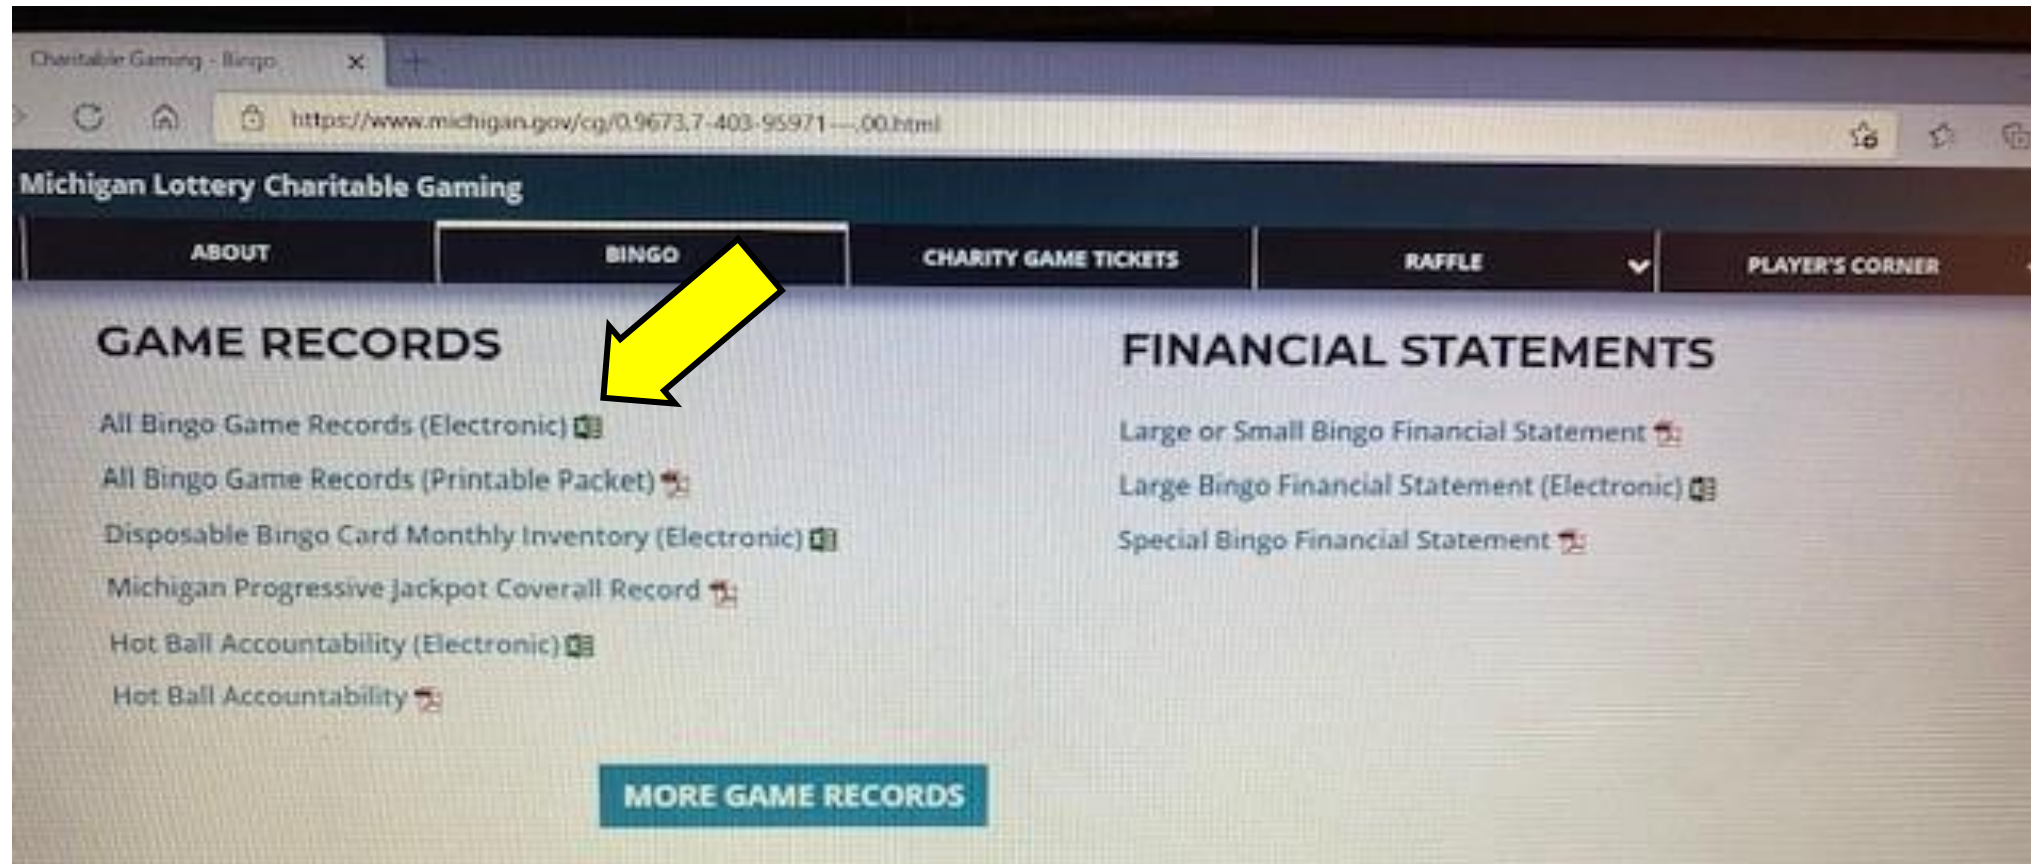 Charitable Gaming - Bingo
https://www.michigan.gov/cg/0,9673,7-403-95971---,00.html
Michigan Lottery Charitable Gaming
ABOUT BINGO CHARITY GAME TICKETS RAFFLE PLAYER'S CORNER
GAME RECORDS
All Bingo Game Records (Electronic)
All Bingo Game Records (Printable Packet)
Disposable Bingo Card Monthly Inventory (Electronic)
Michigan Progressive Jackpot Coverall Record
Hot Ball Accountability (Electronic)
Hot Ball Accountability
MORE GAME RECORDS
FINANCIAL STATEMENTS
Large or Small Bingo Financial Statement
Large Bingo Financial Statement (Electronic)
Special Bingo Financial Statement